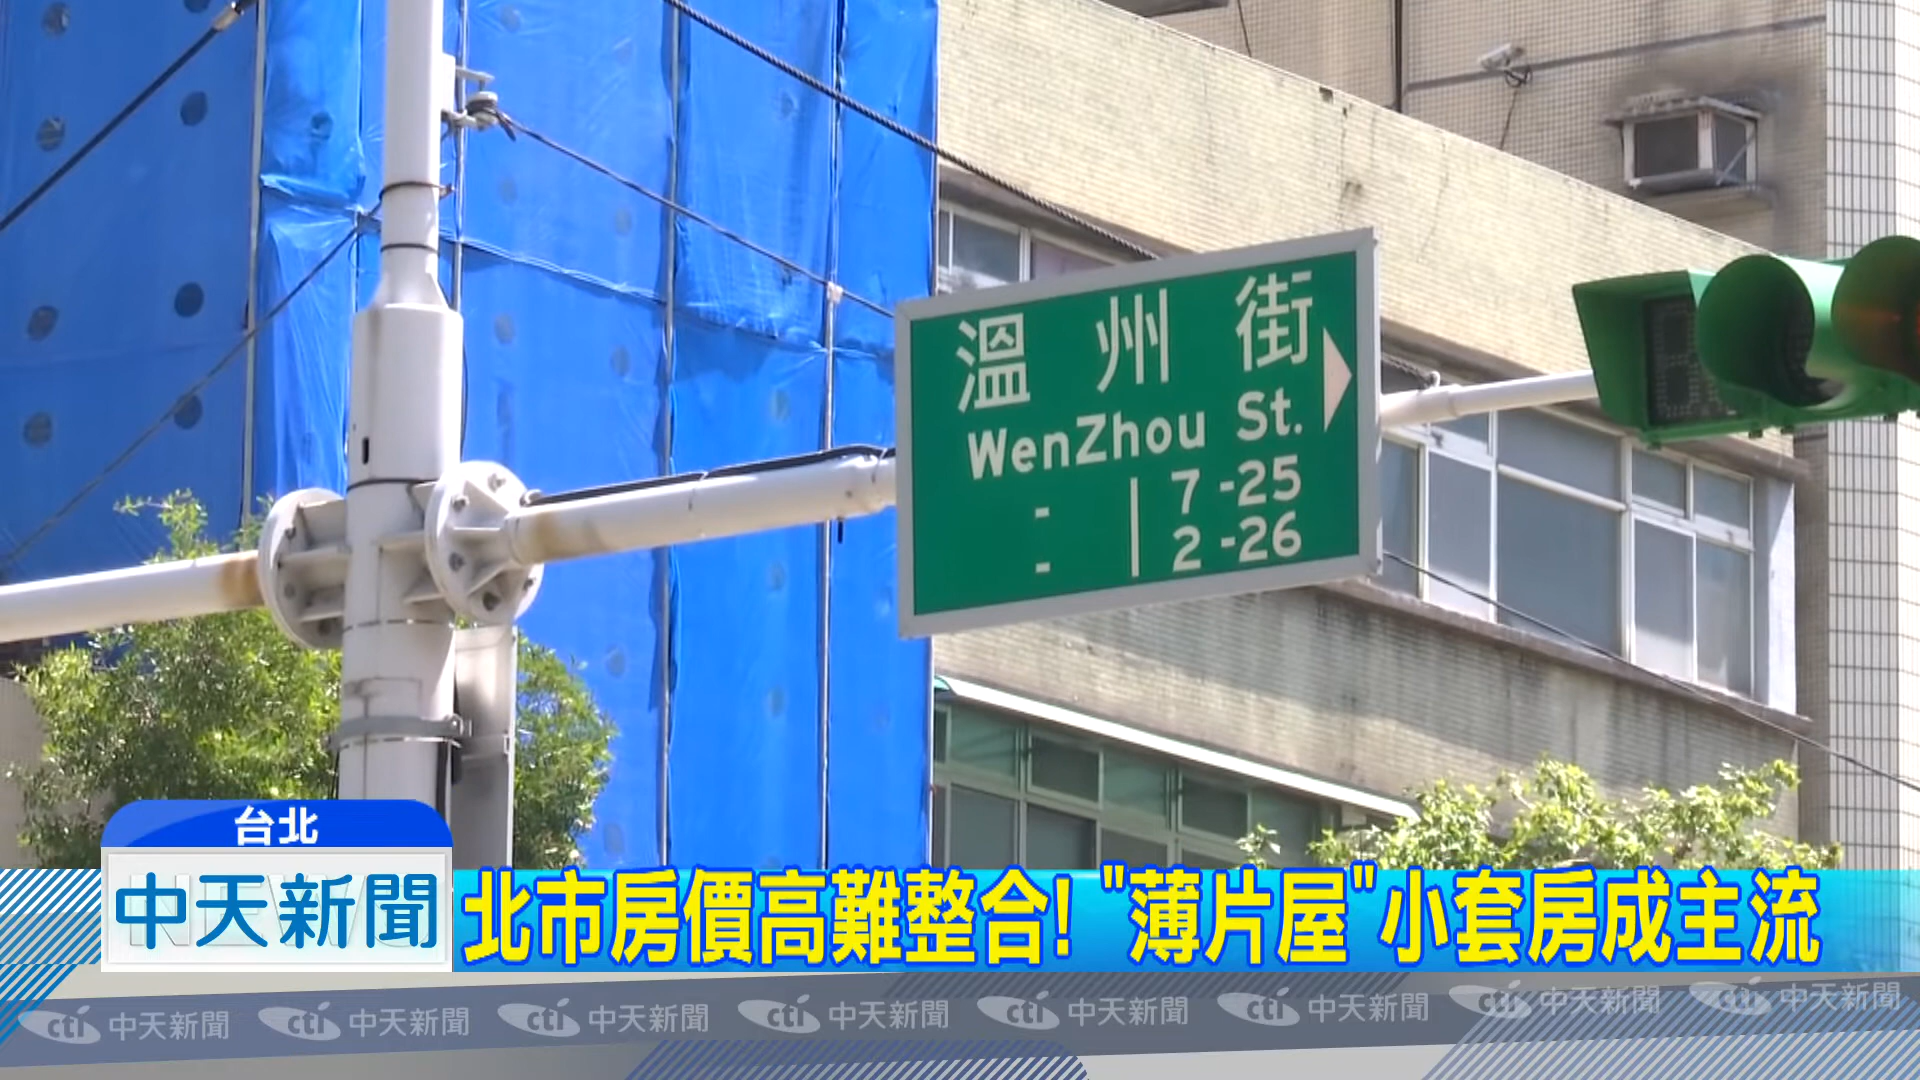 溫州街
WenZhou St.
- | 7 -25
- | 2 -26
台北
中天新聞
北市房價高難整合! "薄片屋"小套房成主流
cti 中天新聞 cti 中天新聞 cti 中天新聞 cti 中天新聞 cti 中天新聞 cti 中天新聞 cti 中天新聞 cti 中天新聞